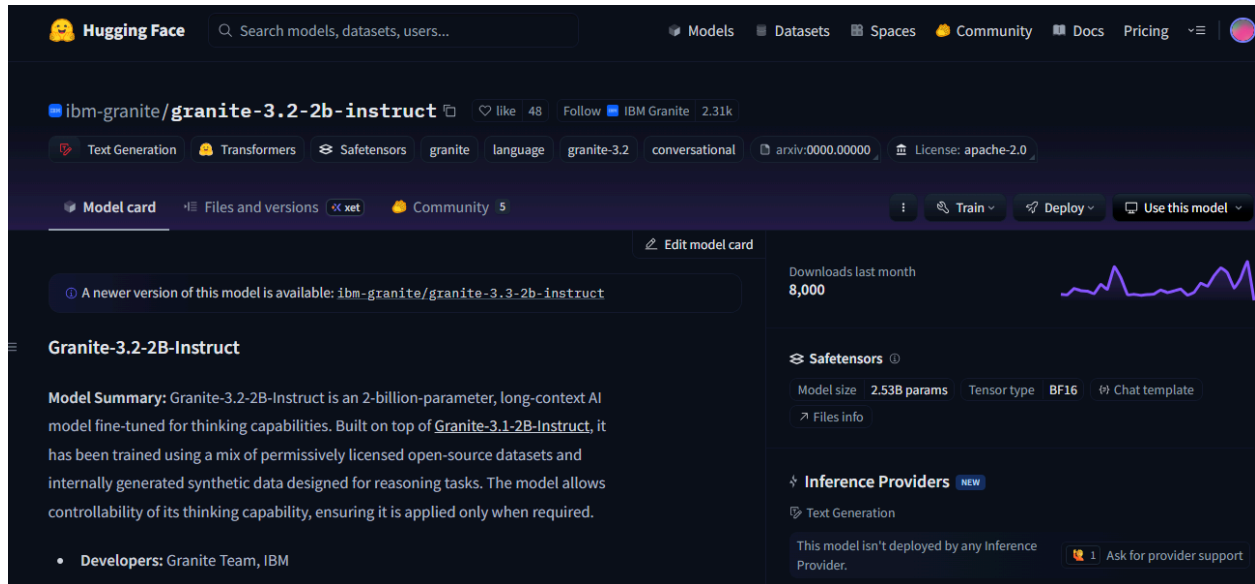 Hugging Face
Search models, datasets, users...
Models
Datasets
Spaces
Community
Docs
Pricing
ibm-granite/granite-3.2-2b-instruct
like 48
Follow IBM Granite 2.31k
Text Generation
Transformers
Safetensors
granite
language
granite-3.2
conversational
arxiv:0000.00000
License: apache-2.0
Model card
Files and versions
xet
Community 5
Train
Deploy
Use this model
Edit model card
A newer version of this model is available: ibm-granite/granite-3.3-2b-instruct
Granite-3.2-2B-Instruct
Model Summary: Granite-3.2-2B-Instruct is an 2-billion-parameter, long-context AI
model fine-tuned for thinking capabilities. Built on top of Granite-3.1-2B-Instruct, it
has been trained using a mix of permissively licensed open-source datasets and
internally generated synthetic data designed for reasoning tasks. The model allows
controllability of its thinking capability, ensuring it is applied only when required.
• Developers: Granite Team, IBM
Downloads last month
8,000
Safetensors
Model size 2.53B params
Tensor type BF16
Chat template
Files info
Inference Providers NEW
Text Generation
This model isn't deployed by any Inference
Provider.
1 Ask for provider support